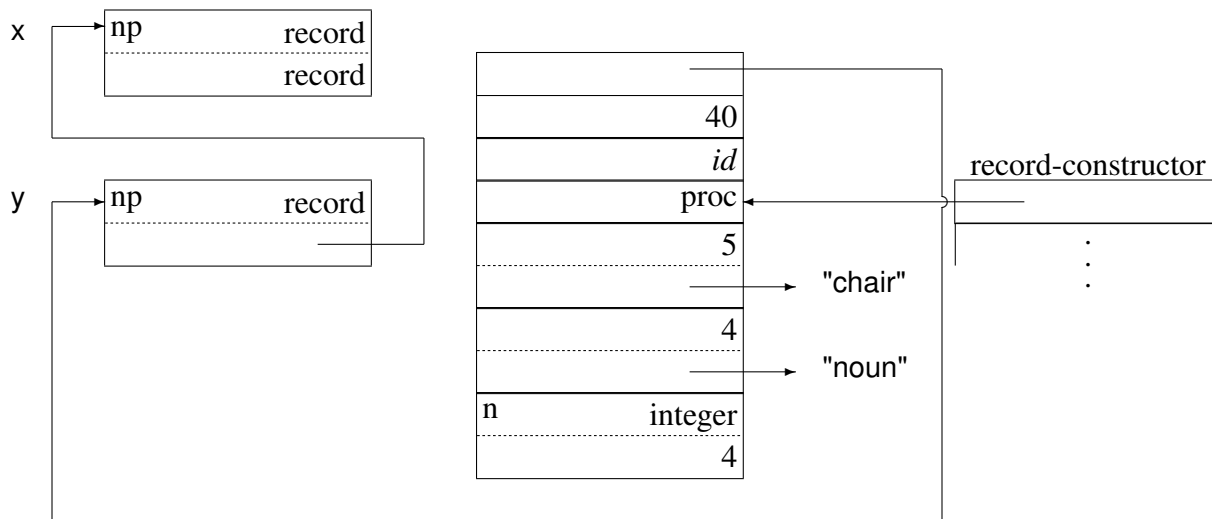 x
np record
record
y
np record
40
id
proc
5
"chair"
4
"noun"
n integer
4
record-constructor
.
.
.